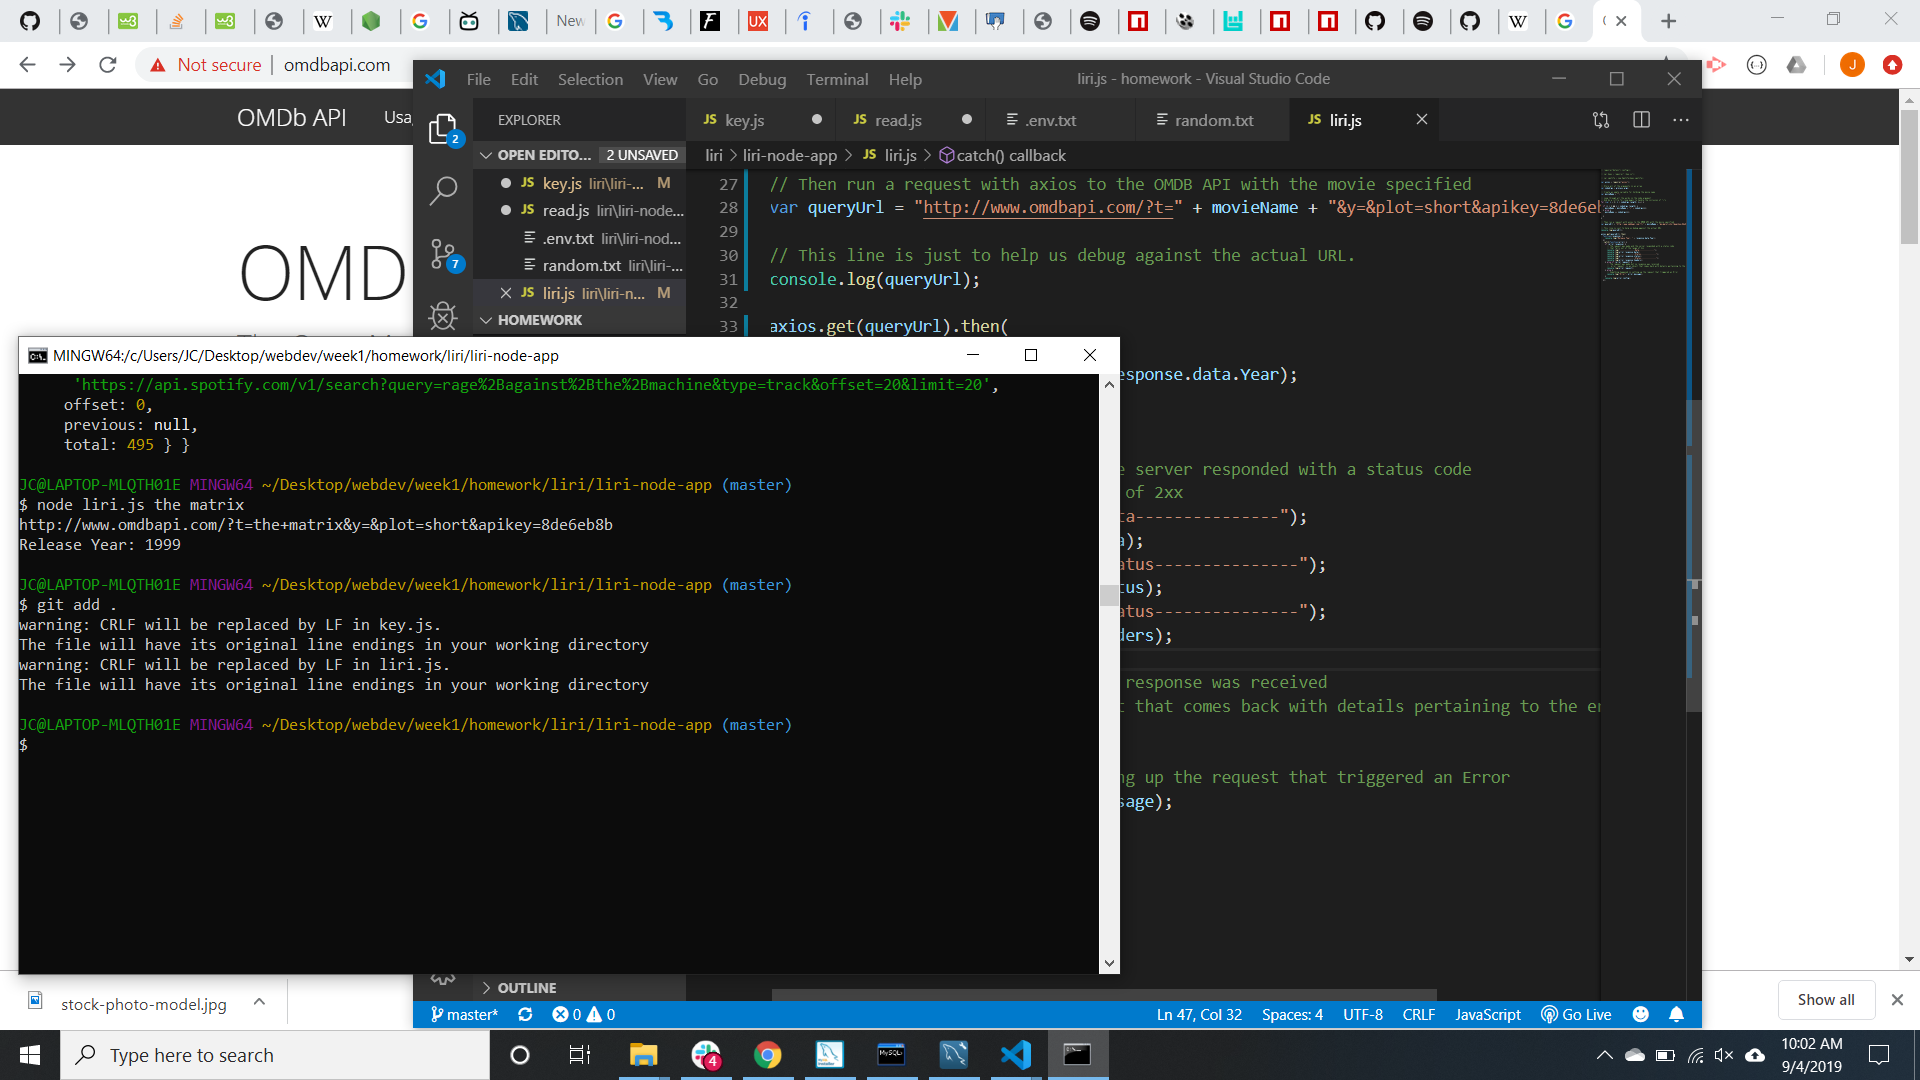 New
Not secure
omdbapi.com
OMDb API
Usa
OMD
File Edit Selection View Go Debug Terminal Help
liri.js - homework - Visual Studio Code
EXPLORER
OPEN EDITO... 2 UNSAVED
JS key.js liri\liri-... M
JS read.js liri\liri-node...
.env.txt liri\liri-nod...
random.txt liri\liri-...
JS liri.js liri\liri-n... M
HOMEWORK
2
7
JS key.js
JS read.js
.env.txt
random.txt
JS liri.js
liri > liri-node-app > JS liri.js > catch() callback
27 // Then run a request with axios to the OMDB API with the movie specified
28 var queryUrl = "http://www.omdbapi.com/?t=" + movieName + "&y=&plot=short&apikey=8de6eb
29
30 // This line is just to help us debug against the actual URL.
31 console.log(queryUrl);
32
33 axios.get(queryUrl).then(
esponse.data.Year);
e server responded with a status code
of 2xx
ta---------------");
a);
atus---------------");
tus);
atus---------------");
ders);
response was received
t that comes back with details pertaining to the er
ng up the request that triggered an Error
sage);
MINGW64:/c/Users/JC/Desktop/webdev/week1/homework/liri/liri-node-app
'https://api.spotify.com/v1/search?query=rage%2Bagainst%2Bthe%2Bmachine&type=track&offset=20&limit=20',
offset: 0,
previous: null,
total: 495 } }
JC@LAPTOP-MLQTH01E MINGW64 ~/Desktop/webdev/week1/homework/liri/liri-node-app (master)
$ node liri.js the matrix
http://www.omdbapi.com/?t=the+matrix&y=&plot=short&apikey=8de6eb8b
Release Year: 1999
JC@LAPTOP-MLQTH01E MINGW64 ~/Desktop/webdev/week1/homework/liri/liri-node-app (master)
$ git add .
warning: CRLF will be replaced by LF in key.js.
The file will have its original line endings in your working directory
warning: CRLF will be replaced by LF in liri.js.
The file will have its original line endings in your working directory
JC@LAPTOP-MLQTH01E MINGW64 ~/Desktop/webdev/week1/homework/liri/liri-node-app (master)
$
OUTLINE
stock-photo-model.jpg
Show all
master* 0 0
Ln 47, Col 32 Spaces: 4 UTF-8 CRLF JavaScript Go Live
Type here to search
4
10:02 AM
9/4/2019